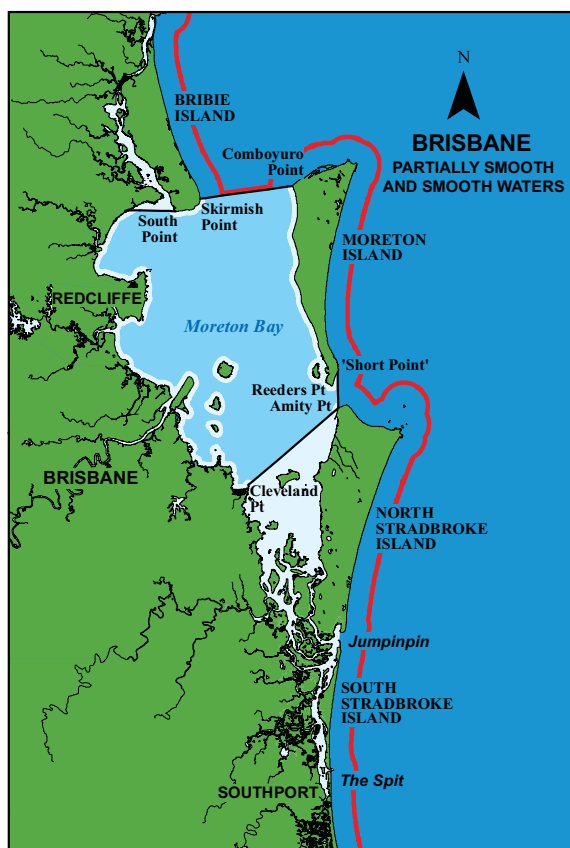 N
BRISBANE
PARTIALLY SMOOTH
AND SMOOTH WATERS
BRIBIE
ISLAND
Comboyuro
Point
South
Point
Skirmish
Point
MORETON
ISLAND
REDCLIFFE
Moreton Bay
'Short Point'
Reeders Pt
Amity Pt
BRISBANE
Cleveland
Pt
NORTH
STRADBROKE
ISLAND
Jumpinpin
SOUTH
STRADBROKE
ISLAND
The Spit
SOUTHPORT